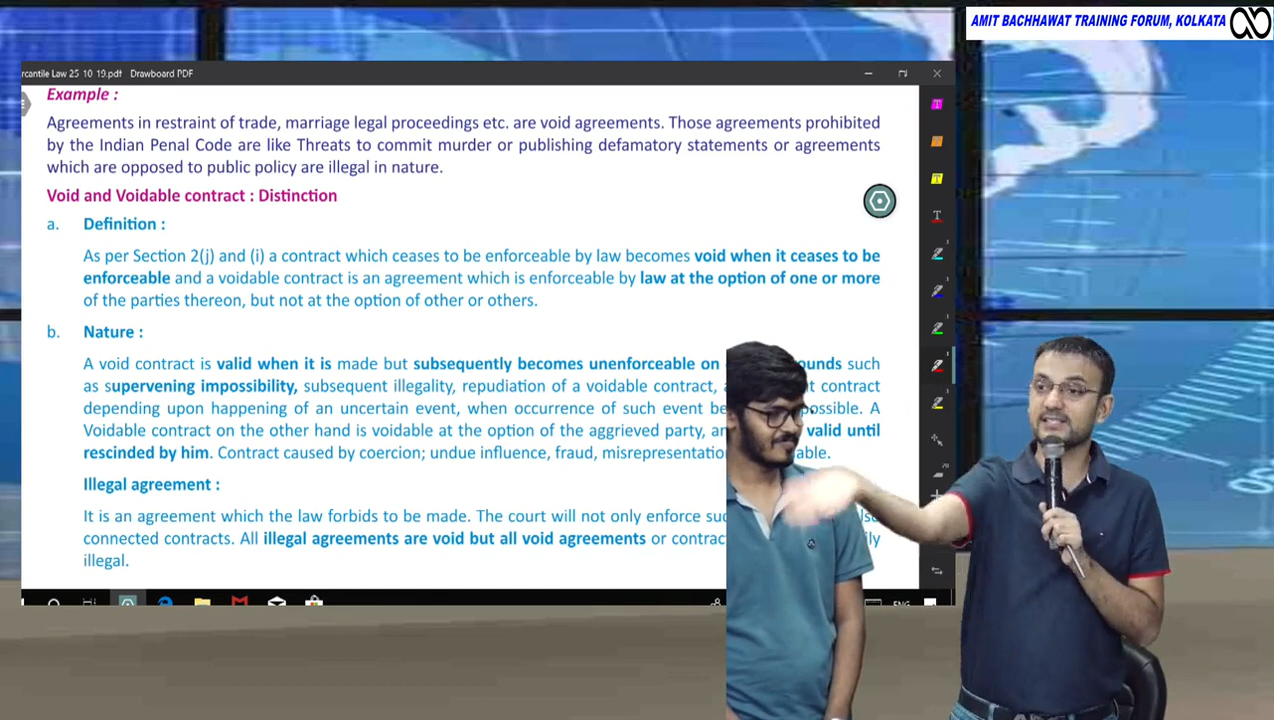 AMIT BACHHAWAT TRAINING FORUM, KOLKATA
rcantile Law 25 10 19.pdf Drawboard PDF
Example :
Agreements in restraint of trade, marriage legal proceedings etc. are void agreements. Those agreements prohibited
by the Indian Penal Code are like Threats to commit murder or publishing defamatory statements or agreements
which are opposed to public policy are illegal in nature.
Void and Voidable contract : Distinction
a. Definition :
As per Section 2(j) and (i) a contract which ceases to be enforceable by law becomes void when it ceases to be
enforceable and a voidable contract is an agreement which is enforceable by law at the option of one or more
of the parties thereon, but not at the option of other or others.
b. Nature :
A void contract is valid when it is made but subsequently becomes unenforceable on such
as supervening impossibility, subsequent illegality, repudiation of a voidable contract, contract
depending upon happening of an uncertain event, when occurrence of such event A
Voidable contract on the other hand is voidable at the option of the aggrieved party, valid until
rescinded by him. Contract caused by coercion; undue influence, fraud,
Illegal agreement :
It is an agreement which the law forbids to be made. The court will not only enforce
connected contracts. All illegal agreements are void but all void agreements or
illegal.
ENG